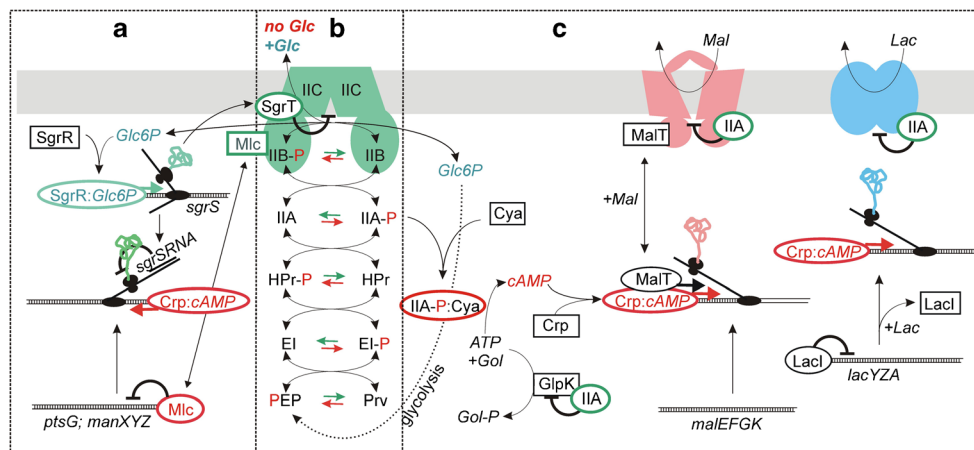 a
SgrR
Glc6P
SgrR:Glc6P
sgrS
sgrSRNA
Crp:cAMP
ptsG; manXYZ
Mlc
no Glc
b
+Glc
IIC
IIC
SgrT
Mlc
IIB-P
IIB
IIA
IIA-P
HPr-P
HPr
EI
EI-P
PEP
Prv
glycolysis
c
Glc6P
Cya
IIA-P:Cya
cAMP
Crp
ATP
+Gol
GlpK
IIA
Gol-P
Mal
MalT
IIA
+Mal
MalT
Crp:cAMP
malEFGK
Lac
IIA
Crp:cAMP
LacI
+Lac
LacI
lacYZA